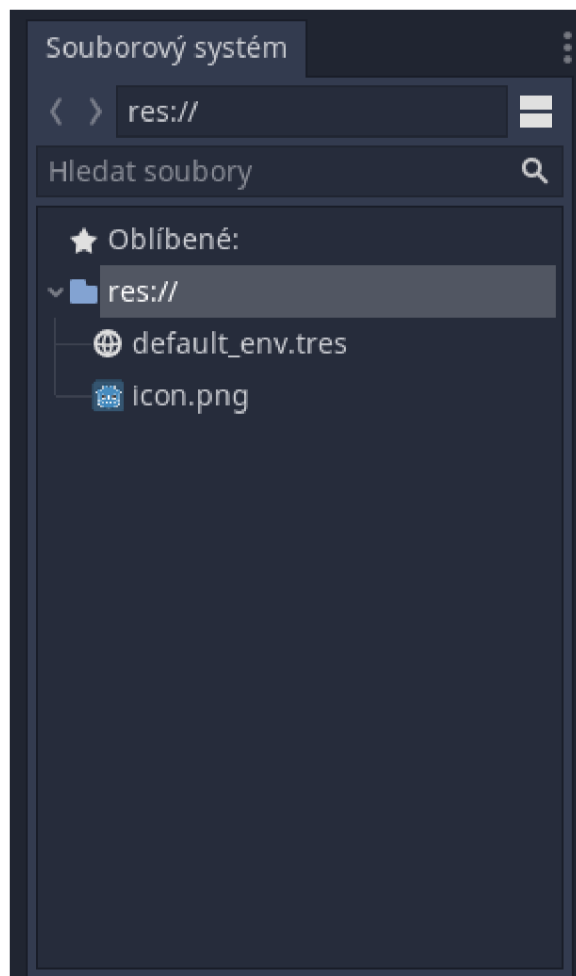 Souborový systém
res://
Hledat soubory
Oblíbené:
res://
default_env.tres
icon.png